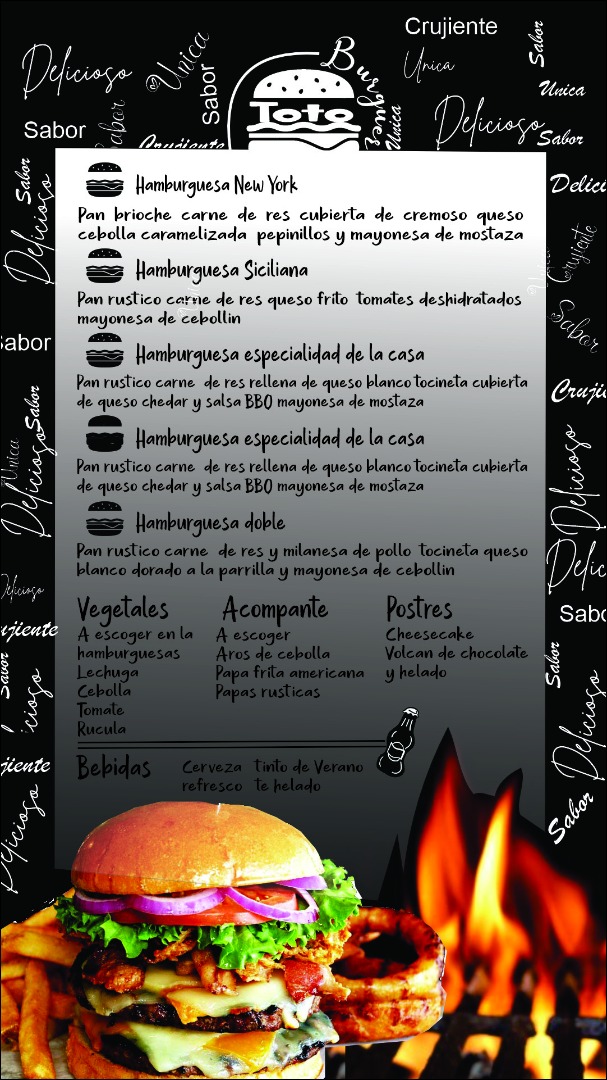 Crujiente
Delicioso
Unica
Sabor
Unica
Sabor
Burguer
Unica
Toto
Delicioso
Sabor
Sabor
Sabor
Crujiente
Unica
Sabor
Delicioso
Hamburguesa New York
Pan brioche carne de res cubierta de cremoso queso
cebolla caramelizada pepinillos y mayonesa de mostaza
Crujiente
Unica
Hamburguesa Siciliana
Pan rustico carne de res queso frito tomates deshidratados
mayonesa de cebollin
Sabor
Hamburguesa especialidad de la casa
Pan rustico carne de res rellena de queso blanco tocineta cubierta
de queso chedar y salsa BBQ mayonesa de mostaza
Sabor
Unica
Delicioso
Hamburguesa especialidad de la casa
Pan rustico carne de res rellena de queso blanco tocineta cubierta
de queso chedar y salsa BBQ mayonesa de mostaza
Delicioso
Hamburguesa doble
Pan rustico carne de res y milanesa de pollo tocineta queso
blanco dorado a la parrilla y mayonesa de cebollin
Delicioso
Vegetales
A escoger en la
hamburguesas
Lechuga
Cebolla
Tomate
Rucula
Acompante
A escoger
Aros de cebolla
Papa frita americana
Papas rusticas
Postres
Cheesecake
Volcan de chocolate
y helado
Sabor
Delicioso
Bebidas
Cerveza tinto de Verano
refresco te helado
Sabor
Delicioso